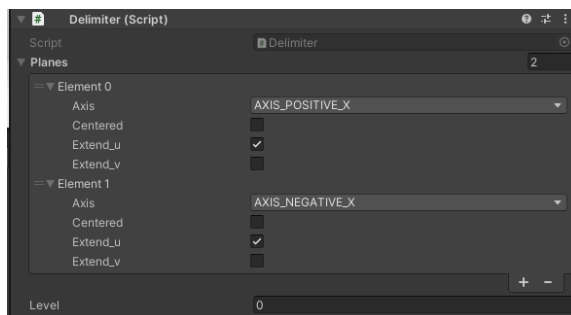 # Delimiter (Script)
Script Delimiter
Planes 2
Element 0
Axis AXIS_POSITIVE_X
Centered
Extend_u
Extend_v
Element 1
Axis AXIS_NEGATIVE_X
Centered
Extend_u
Extend_v
+ -
Level 0